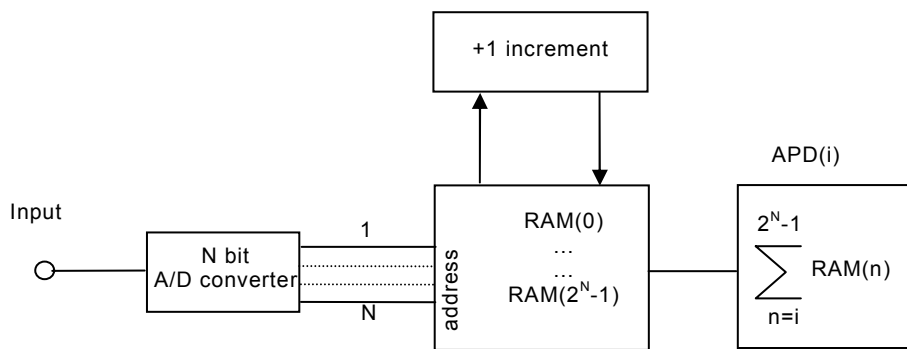 +1 increment
APD(i)
Input
N bit
A/D converter
1
N
address
RAM(0)
...
...
RAM(2^N-1)
2^N-1
∑ RAM(n)
n=i